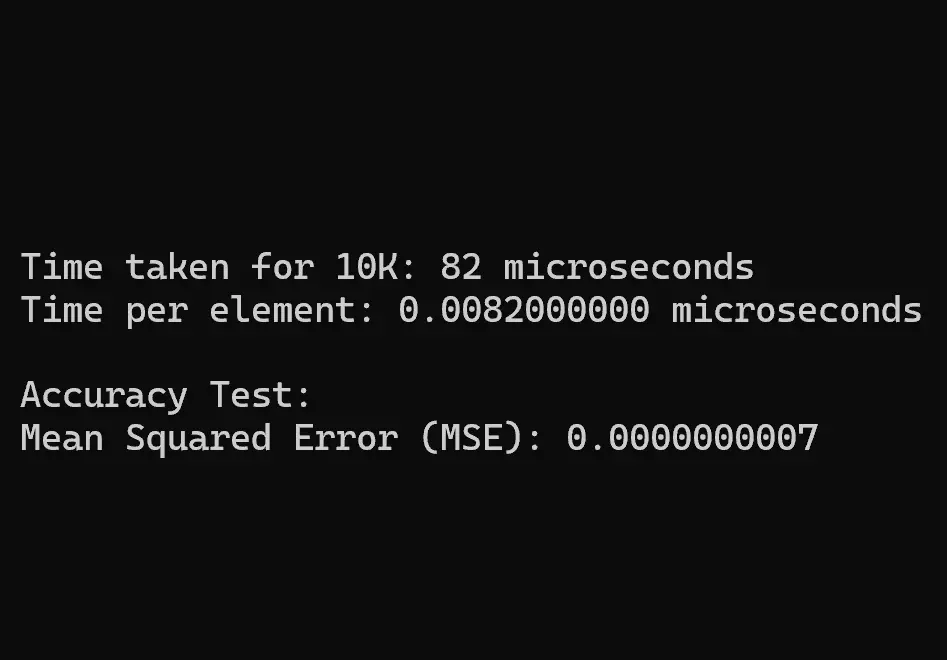 Time taken for 10K: 82 microseconds
Time per element: 0.0082000000 microseconds
Accuracy Test:
Mean Squared Error (MSE): 0.0000000007